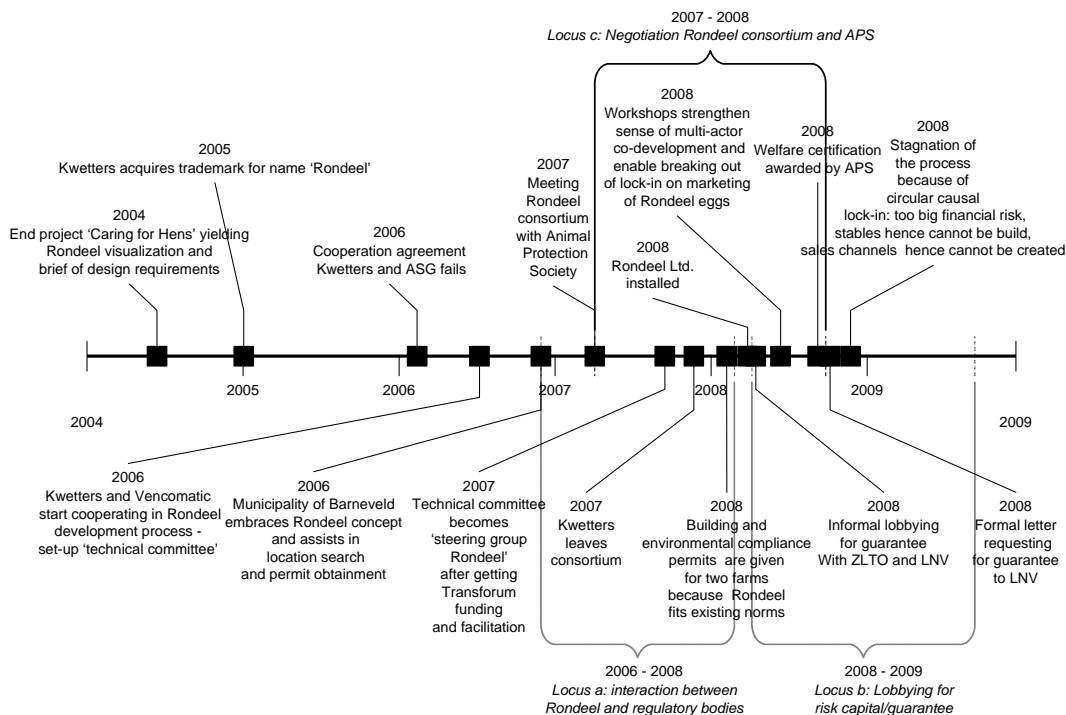 2007 - 2008
Locus c: Negotiation Rondeel consortium and APS
2004
End project ‘Caring for Hens’ yielding
Rondeel visualization and
brief of design requirements
2005
Kwetters acquires trademark for name ‘Rondeel’
2006
Cooperation agreement
Kwetters and ASG fails
2007
Meeting
Rondeel
consortium
with Animal
Protection
Society
2008
Rondeel Ltd.
installed
2008
Workshops strengthen
sense of multi-actor
co-development and
enable breaking out
of lock-in on marketing
of Rondeel eggs
2008
Welfare certification
awarded by APS
2008
Stagnation of
the process
because of
circular causal
lock-in: too big financial risk,
stables hence cannot be build,
sales channels hence cannot be created
2005
2006
2007
2008
2009
2004
2009
2006
Kwetters and Vencomatic
start cooperating in Rondeel
development process -
set-up ‘technical committee’
2006
Municipality of Barneveld
embraces Rondeel concept
and assists in
location search
and permit obtainment
2007
Technical committee
becomes
‘steering group
Rondeel’
after getting
Transforum
funding
and facilitation
2007
Kwetters
leaves
consortium
2008
Building and
environmental compliance
permits are given
for two farms
because Rondeel
fits existing norms
2008
Informal lobbying
for guarantee
With ZLTO and LNV
2008
Formal letter
requesting
for guarantee
to LNV
2006 - 2008
Locus a: interaction between
Rondeel and regulatory bodies
2008 - 2009
Locus b: Lobbying for
risk capital/guarantee